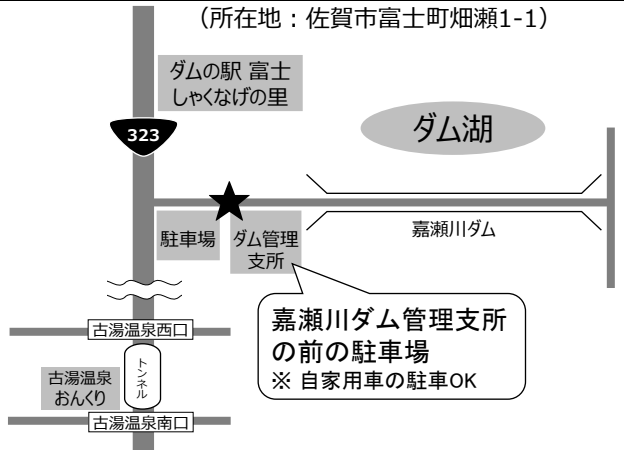 （所在地：佐賀市富士町畑瀬1-1）
ダムの駅 富士
しゃくなげの里
323
ダム湖
嘉瀬川ダム
駐車場
ダム管理
支所
嘉瀬川ダム管理支所
の前の駐車場
※ 自家用車の駐車OK
古湯温泉西口
トンネル
古湯温泉
おんくり
古湯温泉南口